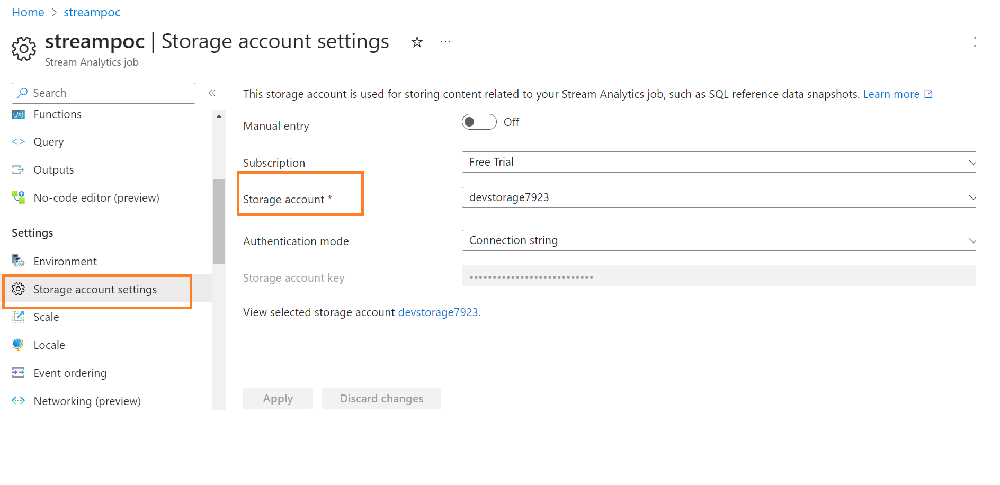 Home > streampoc
streampoc | Storage account settings
Stream Analytics job
Search
Functions
Query
Outputs
No-code editor (preview)
Settings
Environment
Storage account settings
Scale
Locale
Event ordering
Networking (preview)
This storage account is used for storing content related to your Stream Analytics job, such as SQL reference data snapshots. Learn more
Manual entry Off
Subscription Free Trial
Storage account * devstorage7923
Authentication mode Connection string
Storage account key •••••••••••••••••••••••••••
View selected storage account devstorage7923.
Apply Discard changes